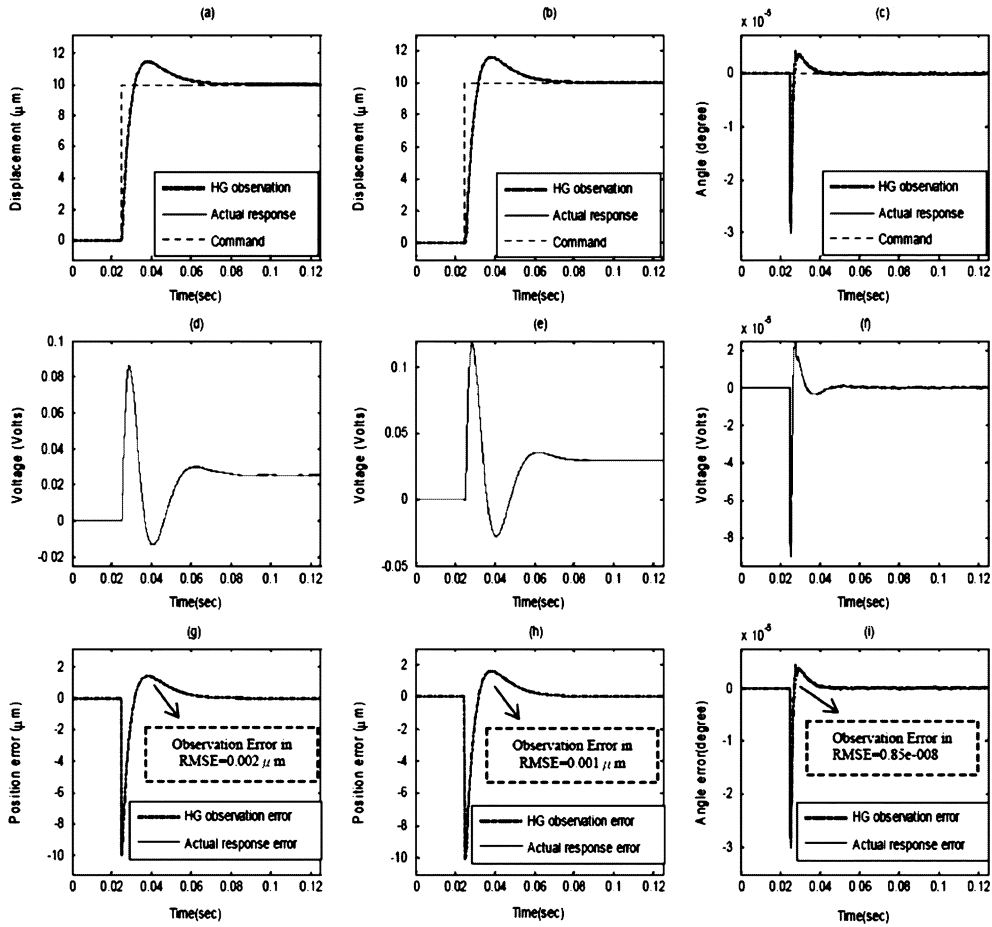 (a)
12
10
8
6
4
2
0
Displacement (μm)
HG observation
Actual response
Command
0 0.02 0.04 0.06 0.08 0.1 0.12
Time(sec)
(b)
12
10
8
6
4
2
0
Displacement (μm)
HG observation
Actual response
Command
0 0.02 0.04 0.06 0.08 0.1 0.12
Time(sec)
x 10⁻⁵
(c)
0
-1
-2
-3
Angle (degree)
HG observation
Actual response
Command
0 0.02 0.04 0.06 0.08 0.1 0.12
Time(sec)
(d)
0.1
0.08
0.06
0.04
0.02
0
-0.02
Voltage (Volts)
0 0.02 0.04 0.06 0.08 0.1 0.12
Time(sec)
(e)
0.1
0.05
0
-0.05
Voltage (Volts)
0 0.02 0.04 0.06 0.08 0.1 0.12
Time(sec)
x 10⁻⁵
(f)
2
0
-2
-4
-6
-8
Voltage (Volts)
0 0.02 0.04 0.06 0.08 0.1 0.12
Time(sec)
(g)
2
0
-2
-4
-6
-8
-10
Position error (μm)
Observation Error in
RMSE=0.002 μm
HG observation error
Actual response error
0 0.02 0.04 0.06 0.08 0.1 0.12
Time(sec)
(h)
2
0
-2
-4
-6
-8
-10
Position error (μm)
Observation Error in
RMSE=0.001 μm
HG observation error
Actual response error
0 0.02 0.04 0.06 0.08 0.1 0.12
Time(sec)
x 10⁻⁵
(i)
0
-1
-2
-3
Angle error(degree)
Observation Error in
RMSE=0.85e-008
HG observation error
Actual response error
0 0.02 0.04 0.06 0.08 0.1 0.12
Time(sec)